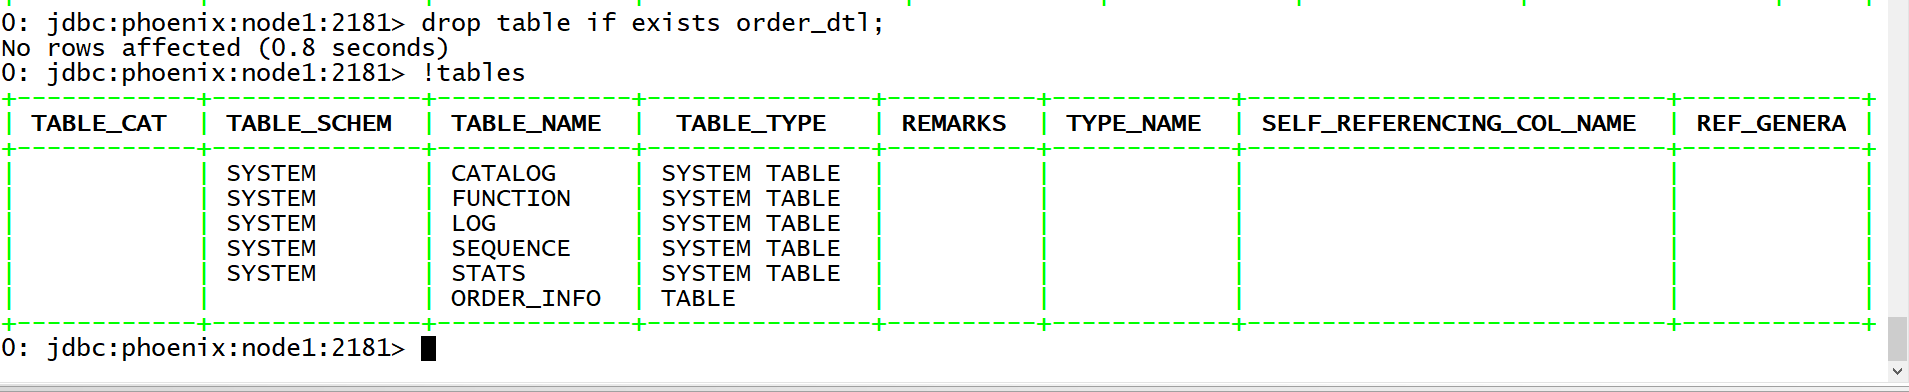 0: jdbc:phoenix:node1:2181> drop table if exists order_dtl;
No rows affected (0.8 seconds)
0: jdbc:phoenix:node1:2181> !tables
+------------+--------------+-------------+---------------+----------+------------+----------------------------+------------+
| TABLE_CAT | TABLE_SCHEM | TABLE_NAME | TABLE_TYPE | REMARKS | TYPE_NAME | SELF_REFERENCING_COL_NAME | REF_GENERA |
+------------+--------------+-------------+---------------+----------+------------+----------------------------+------------+
| | SYSTEM | CATALOG | SYSTEM TABLE | | | | |
| | SYSTEM | FUNCTION | SYSTEM TABLE | | | | |
| | SYSTEM | LOG | SYSTEM TABLE | | | | |
| | SYSTEM | SEQUENCE | SYSTEM TABLE | | | | |
| | SYSTEM | STATS | SYSTEM TABLE | | | | |
| | | ORDER_INFO | TABLE | | | | |
+------------+--------------+-------------+---------------+----------+------------+----------------------------+------------+
0: jdbc:phoenix:node1:2181>